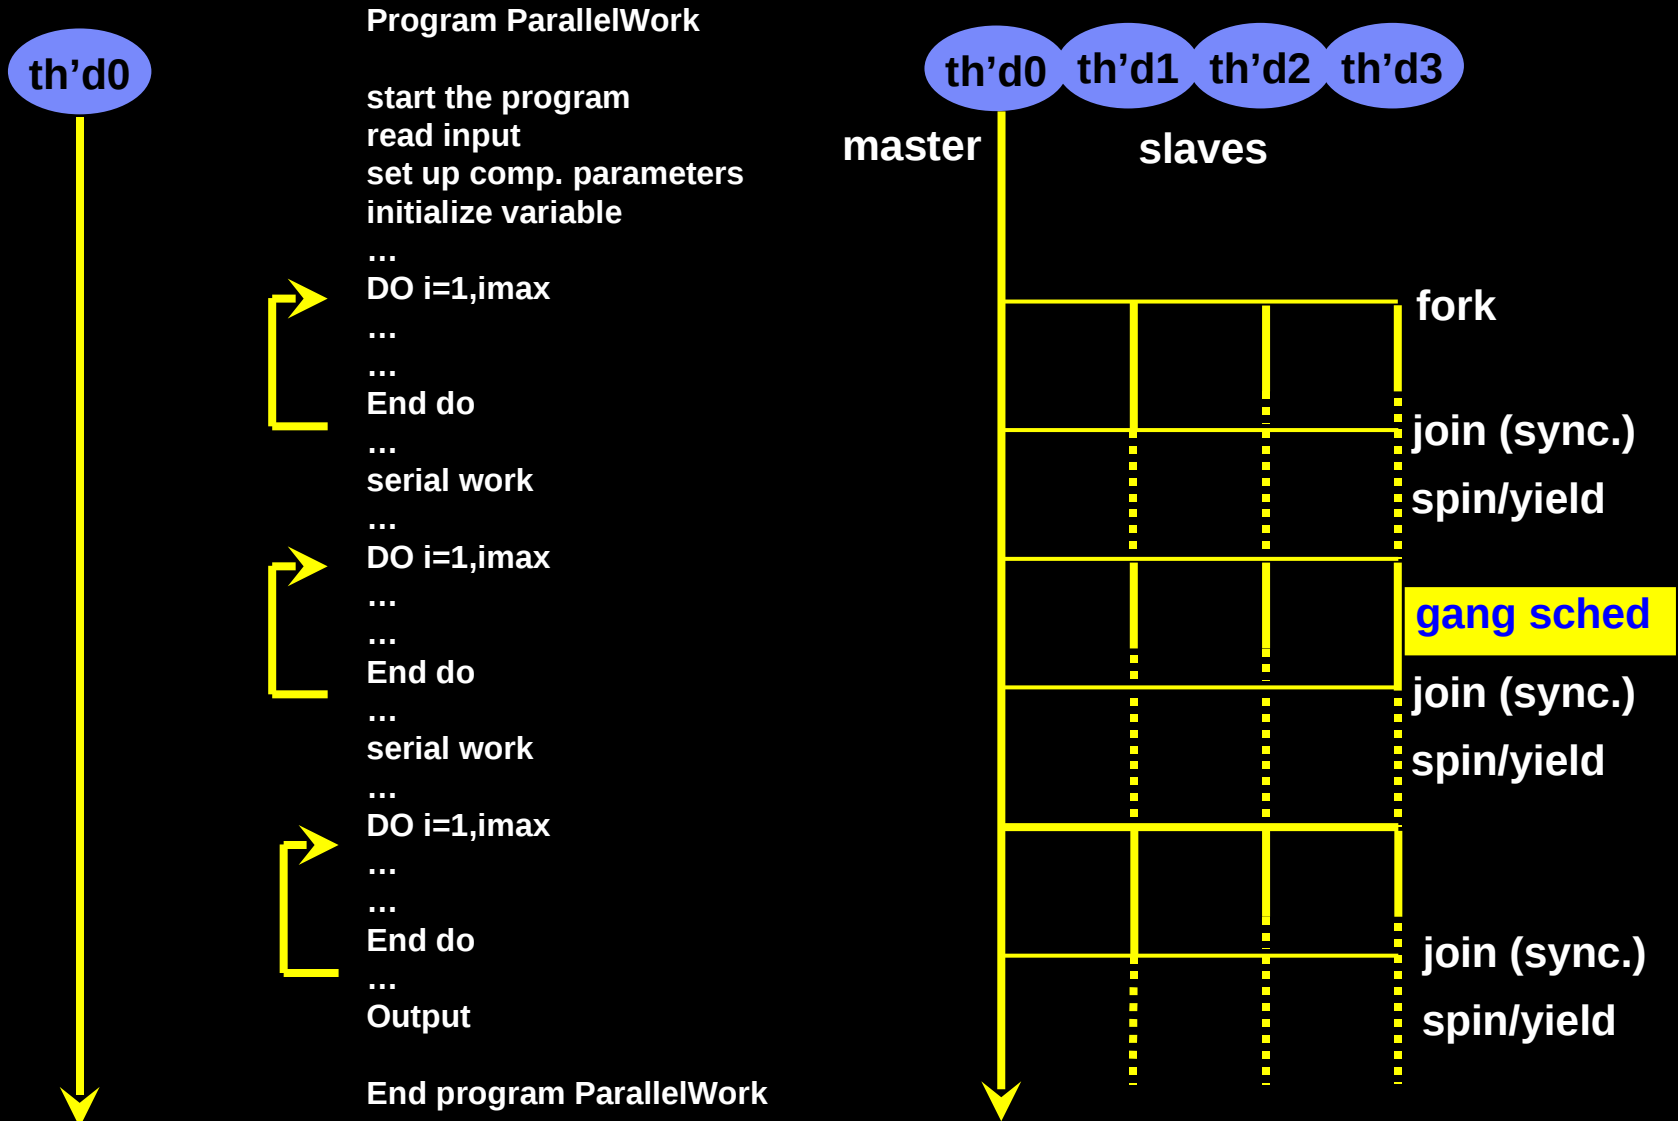 th’d0
Program ParallelWork
start the program
read input
set up comp. parameters
initialize variable
...
DO i=1,imax
...
...
End do
...
serial work
...
DO i=1,imax
...
...
End do
...
serial work
...
DO i=1,imax
...
...
End do
...
Output
End program ParallelWork
th’d0 th’d1 th’d2 th’d3
master slaves
fork
join (sync.)
spin/yield
gang sched
join (sync.)
spin/yield
join (sync.)
spin/yield